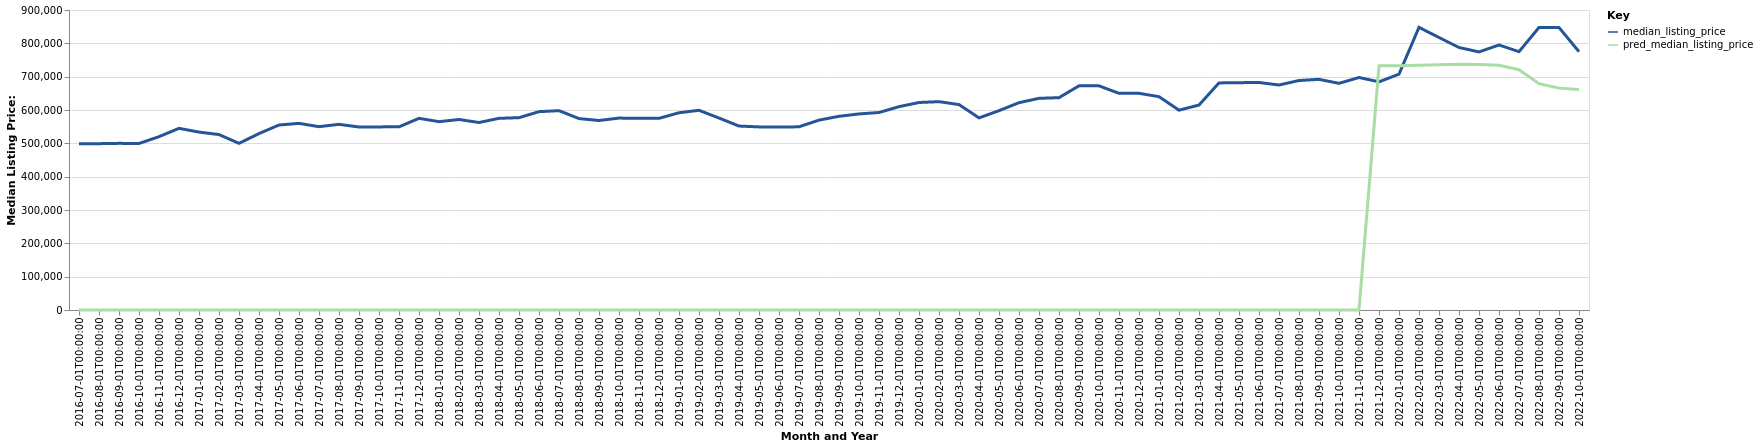 900,000
800,000
700,000
600,000
500,000
400,000
300,000
200,000
100,000
0
Median Listing Price:
2016-07-01T00:00:00
2016-08-01T00:00:00
2016-09-01T00:00:00
2016-10-01T00:00:00
2016-11-01T00:00:00
2016-12-01T00:00:00
2017-01-01T00:00:00
2017-02-01T00:00:00
2017-03-01T00:00:00
2017-04-01T00:00:00
2017-05-01T00:00:00
2017-06-01T00:00:00
2017-07-01T00:00:00
2017-08-01T00:00:00
2017-09-01T00:00:00
2017-10-01T00:00:00
2017-11-01T00:00:00
2017-12-01T00:00:00
2018-01-01T00:00:00
2018-02-01T00:00:00
2018-03-01T00:00:00
2018-04-01T00:00:00
2018-05-01T00:00:00
2018-06-01T00:00:00
2018-07-01T00:00:00
2018-08-01T00:00:00
2018-09-01T00:00:00
2018-10-01T00:00:00
2018-11-01T00:00:00
2018-12-01T00:00:00
2019-01-01T00:00:00
2019-02-01T00:00:00
2019-03-01T00:00:00
2019-04-01T00:00:00
2019-05-01T00:00:00
2019-06-01T00:00:00
2019-07-01T00:00:00
2019-08-01T00:00:00
2019-09-01T00:00:00
2019-10-01T00:00:00
2019-11-01T00:00:00
2019-12-01T00:00:00
2020-01-01T00:00:00
2020-02-01T00:00:00
2020-03-01T00:00:00
2020-04-01T00:00:00
2020-05-01T00:00:00
2020-06-01T00:00:00
2020-07-01T00:00:00
2020-08-01T00:00:00
2020-09-01T00:00:00
2020-10-01T00:00:00
2020-11-01T00:00:00
2020-12-01T00:00:00
2021-01-01T00:00:00
2021-02-01T00:00:00
2021-03-01T00:00:00
2021-04-01T00:00:00
2021-05-01T00:00:00
2021-06-01T00:00:00
2021-07-01T00:00:00
2021-08-01T00:00:00
2021-09-01T00:00:00
2021-10-01T00:00:00
2021-11-01T00:00:00
2021-12-01T00:00:00
2022-01-01T00:00:00
2022-02-01T00:00:00
2022-03-01T00:00:00
2022-04-01T00:00:00
2022-05-01T00:00:00
2022-06-01T00:00:00
2022-07-01T00:00:00
2022-08-01T00:00:00
2022-09-01T00:00:00
2022-10-01T00:00:00
Month and Year
Key
median_listing_price
pred_median_listing_price